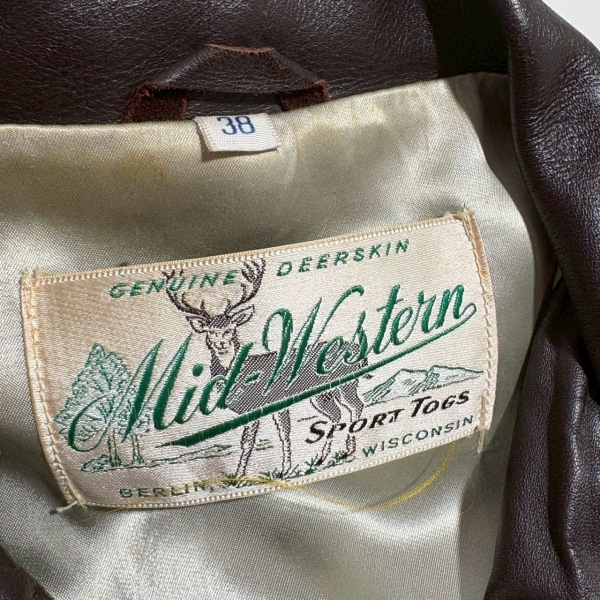 38
GENUINE DEERSKIN
Mid-Western
SPORT TOGS
BERLIN, WISCONSIN